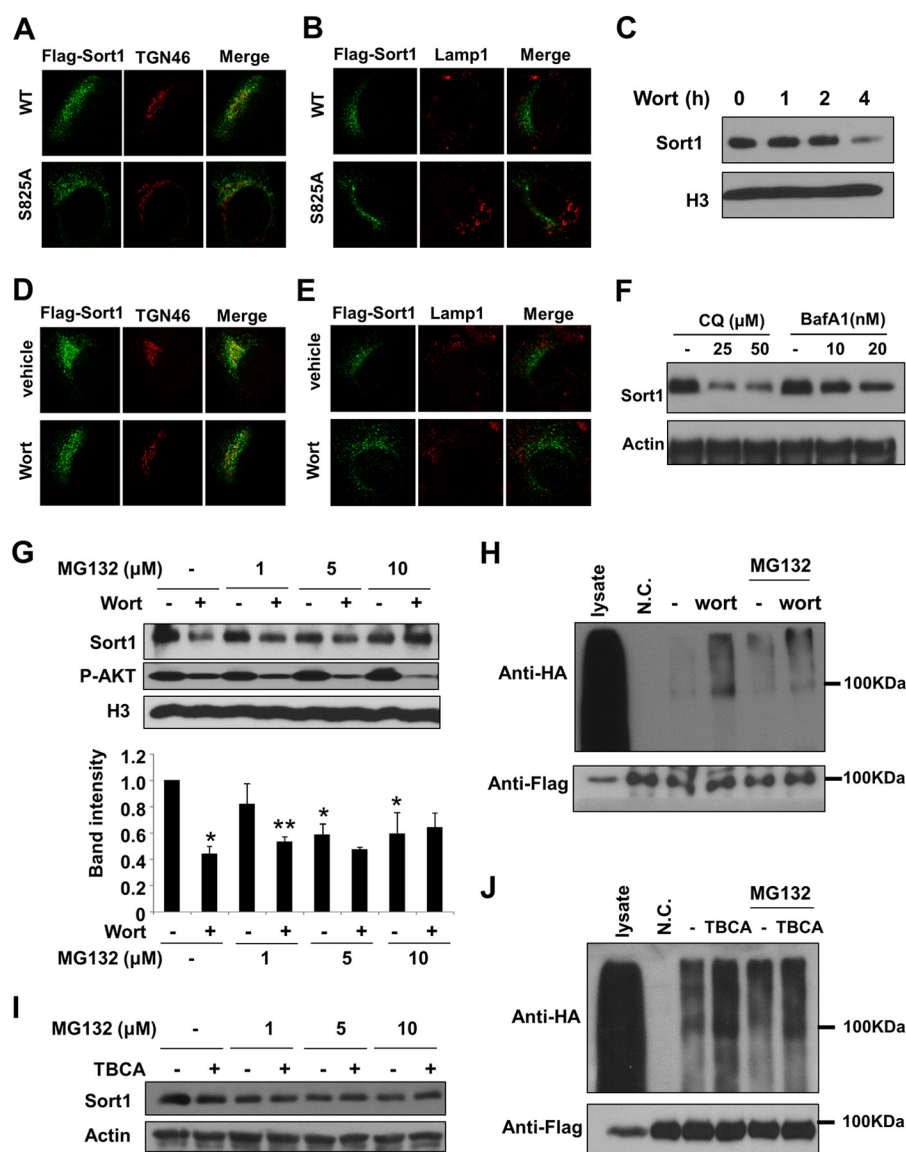 A
Flag-Sort1 TGN46 Merge
WT
S825A
B
Flag-Sort1 Lamp1 Merge
WT
S825A
C
Wort (h) 0 1 2 4
Sort1
H3
D
Flag-Sort1 TGN46 Merge
vehicle
Wort
E
Flag-Sort1 Lamp1 Merge
vehicle
Wort
F
CQ (μM) BafA1(nM)
- 25 50 - 10 20
Sort1
Actin
G
MG132 (μM) - 1 5 10
Wort - + - + - + - +
Sort1
P-AKT
H3
Band intensity
1.2
1.0
0.8
0.6
0.4
0.2
0
* ** * *
Wort - + - + - + - +
MG132 (μM) - 1 5 10
H
MG132
lysate N.C. - wort - wort
Anti-HA
100KDa
Anti-Flag
100KDa
I
MG132 (μM) - 1 5 10
TBCA - + - + - + - +
Sort1
Actin
J
MG132
lysate N.C. - TBCA - TBCA
Anti-HA
100KDa
Anti-Flag
100KDa